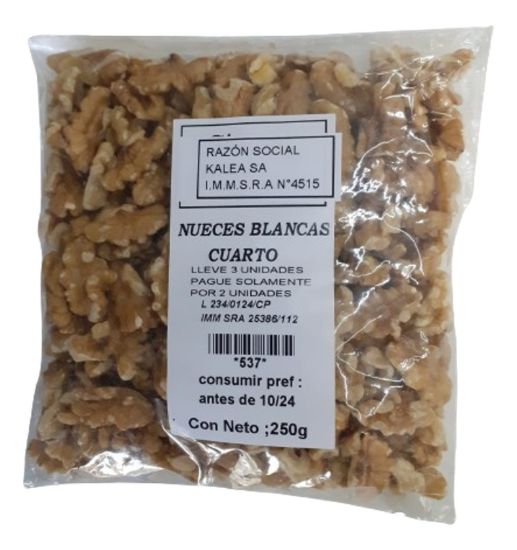 RAZÓN SOCIAL
KALEA SA
I.M.M.S.R.A N°4515
NUECES BLANCAS
CUARTO
LLEVE 3 UNIDADES
PAGUE SOLAMENTE
POR 2 UNIDADES
L 234/0124/CP
IMM SRA 25386/112
*537*
consumir pref :
antes de 10/24
Con Neto ;250g